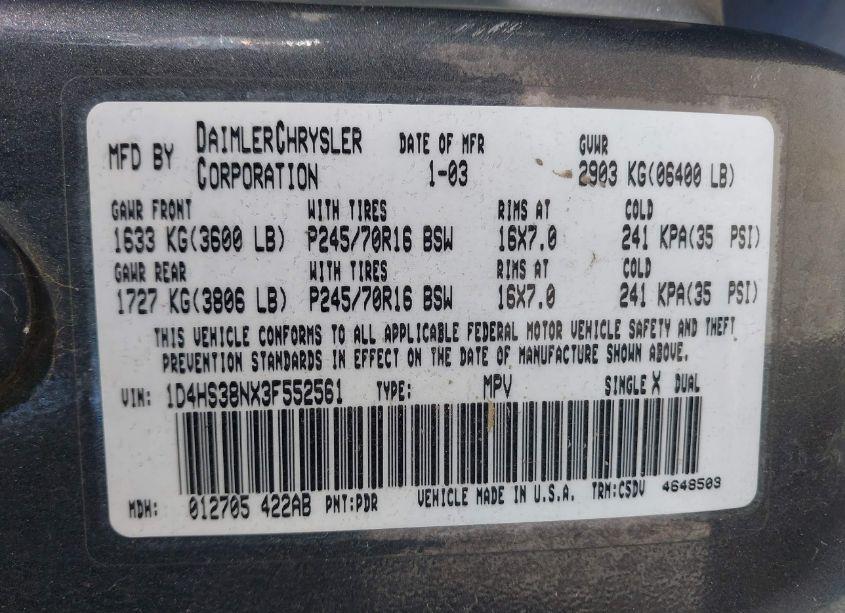 MFD BY DAIMLERCHRYSLER CORPORATION DATE OF MFR 1-03 GVWR 2903 KG(06400 LB)
GAWR FRONT WITH TIRES RIMS AT COLD
1633 KG(3600 LB) P245/70R16 BSW 16X7.0 241 KPA(35 PSI)
GAWR REAR WITH TIRES RIMS AT COLD
1727 KG(3806 LB) P245/70R16 BSW 16X7.0 241 KPA(35 PSI)
THIS VEHICLE CONFORMS TO ALL APPLICABLE FEDERAL MOTOR VEHICLE SAFETY AND THEFT
PREVENTION STANDARDS IN EFFECT ON THE DATE OF MANUFACTURE SHOWN ABOVE.
VIN: 1D4HS38NX3F552561 TYPE: MPV SINGLE X DUAL
MDH: 012705 422AB PNT:PDR VEHICLE MADE IN U.S.A. TRM:CSDV 4648503